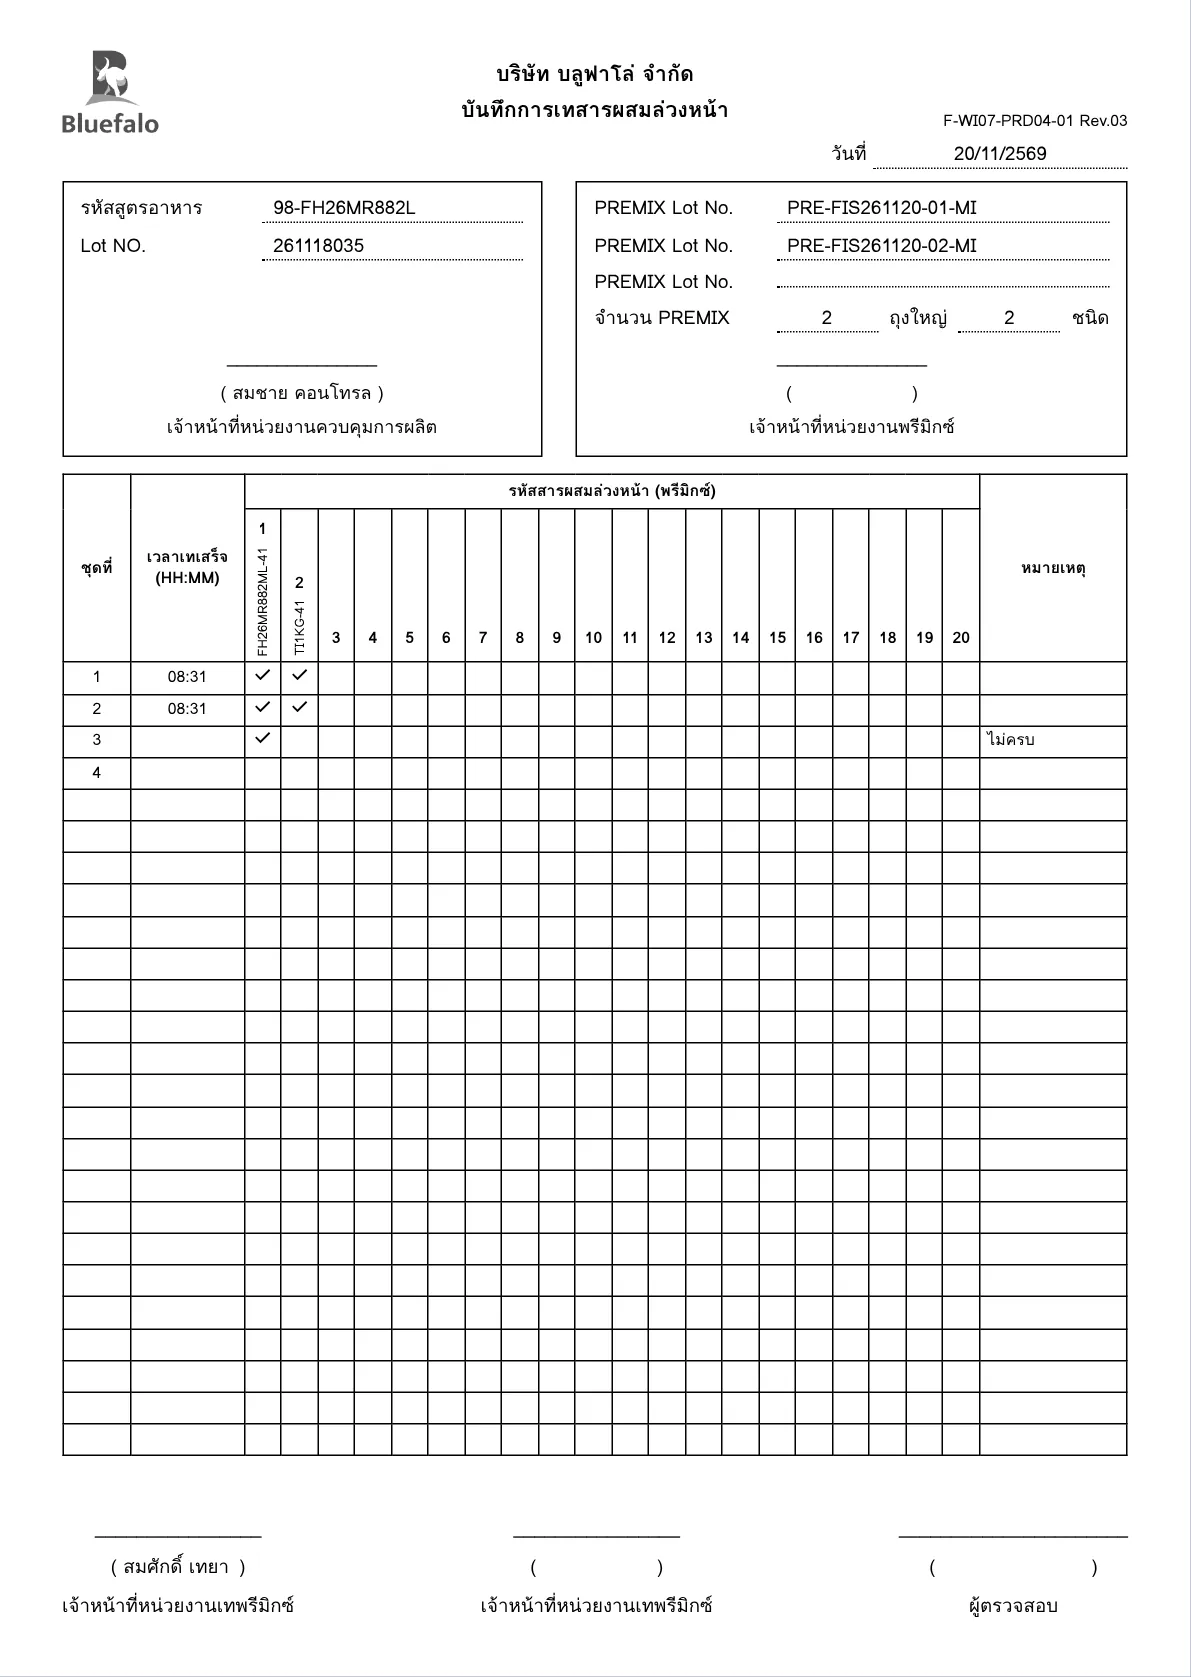 Bluefalo
บริษัท บลูฟาโล่ จำกัด
บันทึกการเทสารผสมล่วงหน้า
F-WI07-PRD04-01 Rev.03
วันที่ 20/11/2569
รหัสสูตรอาหาร 98-FH26MR882L
Lot NO. 261118035
( สมชาย คอนโทรล )
เจ้าหน้าที่หน่วยงานควบคุมการผลิต
PREMIX Lot No. PRE-FIS261120-01-MI
PREMIX Lot No. PRE-FIS261120-02-MI
PREMIX Lot No.
จำนวน PREMIX 2 ถุงใหญ่ 2 ชนิด
( )
เจ้าหน้าที่หน่วยงานพรีมิกซ์
ชุดที่ เวลาเทเสร็จ (HH:MM) รหัสสารผสมล่วงหน้า (พรีมิกซ์) หมายเหตุ
FH26MR882ML-41 1
TI1KG-41 2
3 4 5 6 7 8 9 10 11 12 13 14 15 16 17 18 19 20
1 08:31 ✓ ✓
2 08:31 ✓ ✓
3 ✓ ไม่ครบ
4
( สมศักดิ์ เทยา ) ( ) ( )
เจ้าหน้าที่หน่วยงานเทพรีมิกซ์ เจ้าหน้าที่หน่วยงานเทพรีมิกซ์ ผู้ตรวจสอบ